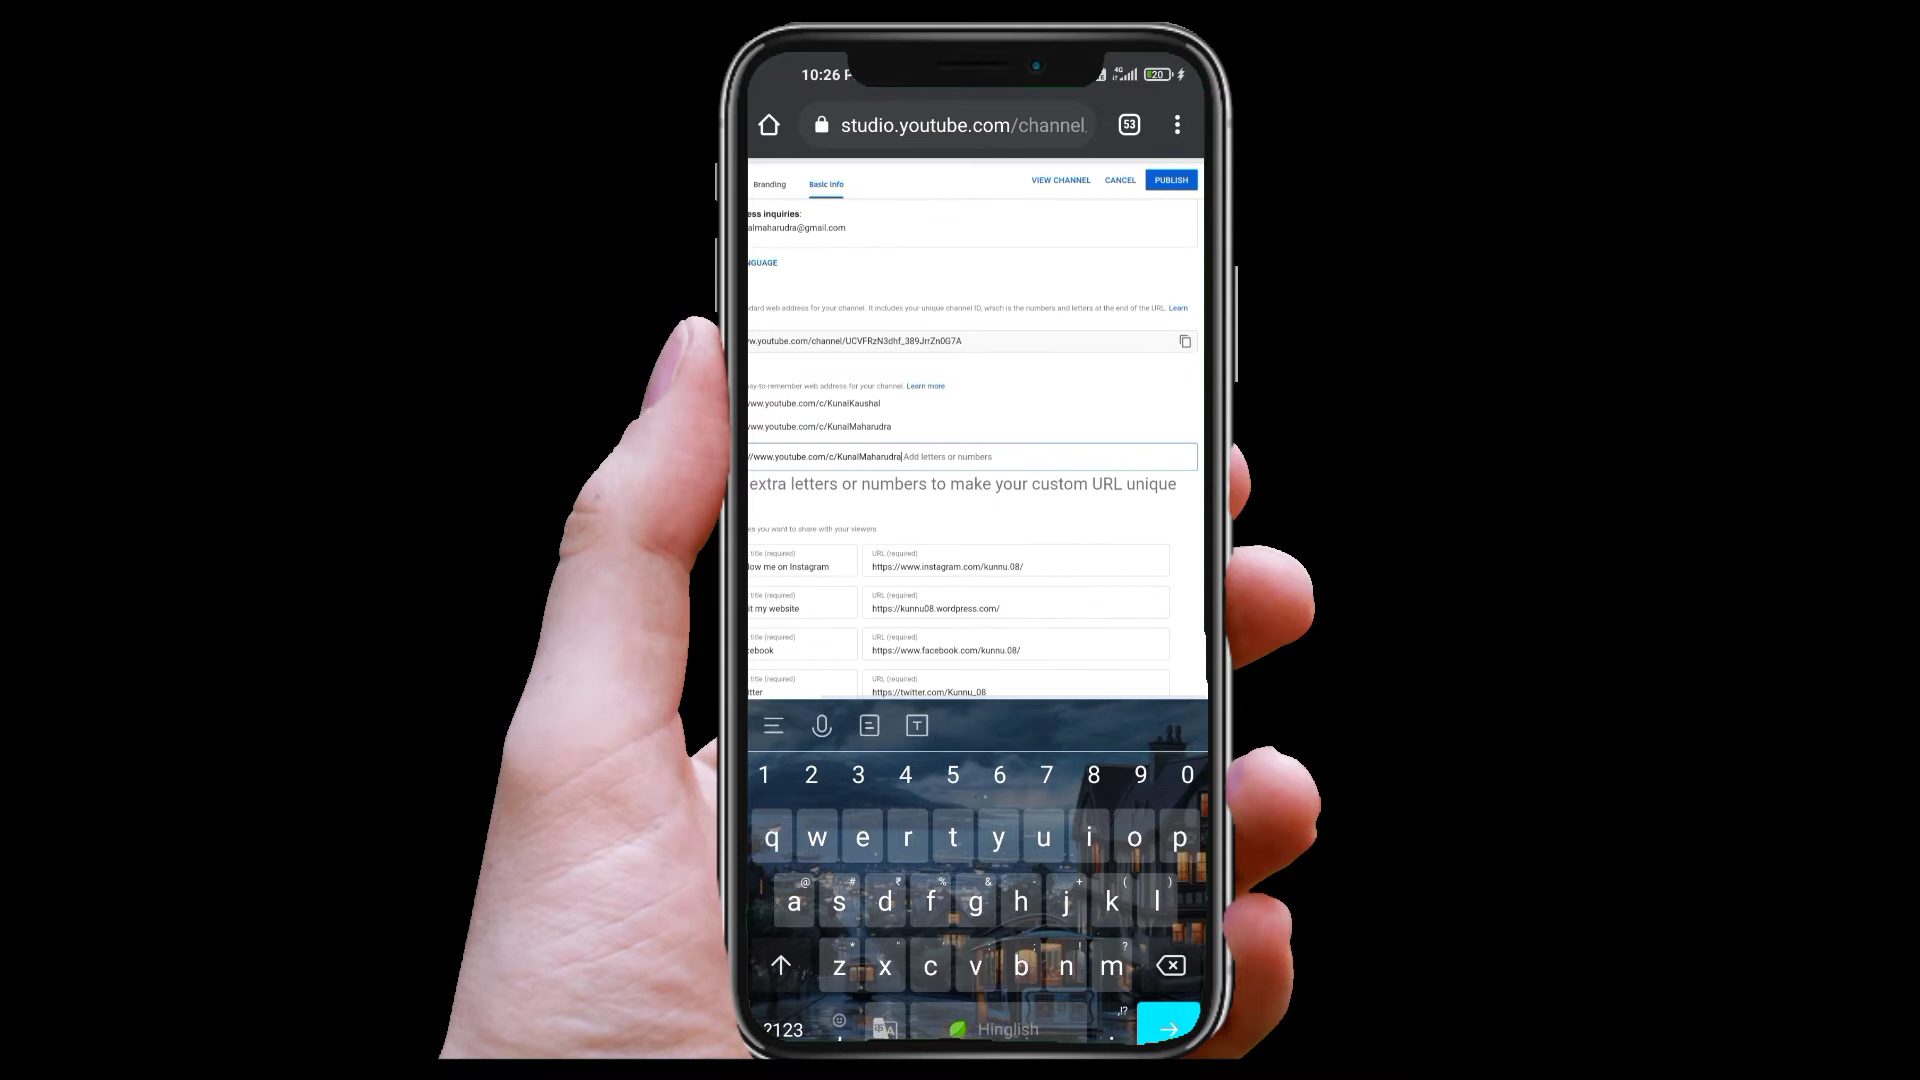 10:26 P
4G
20
studio.youtube.com/channel
53
Branding
Basic info
VIEW CHANNEL
CANCEL
PUBLISH
ess inquiries:
almaharudra@gmail.com
NGUAGE
dard web address for your channel. It includes your unique channel ID, which is the numbers and letters at the end of the URL. Learn
w.youtube.com/channel/UCVFRzN3dhf_389JrrZn0G7A
sy-to-remember web address for your channel. Learn more
ww.youtube.com/c/KunalKaushal
ww.youtube.com/c/KunalMaharudra
//www.youtube.com/c/KunalMaharudra Add letters or numbers
extra letters or numbers to make your custom URL unique
es you want to share with your viewers
title (required)
URL (required)
low me on Instagram
https://www.instagram.com/kunnu.08/
title (required)
URL (required)
it my website
https://kunnu08.wordpress.com/
title (required)
URL (required)
cebook
https://www.facebook.com/kunnu.08/
title (required)
URL (required)
itter
https://twitter.com/Kunnu_08
1 2 3 4 5 6 7 8 9 0
q w e r t y u i o p
@ # ₹ % & - + ( )
a s d f g h j k l
* " ' : ; ! ?
z x c v b n m
,!?
?123
Hinglish